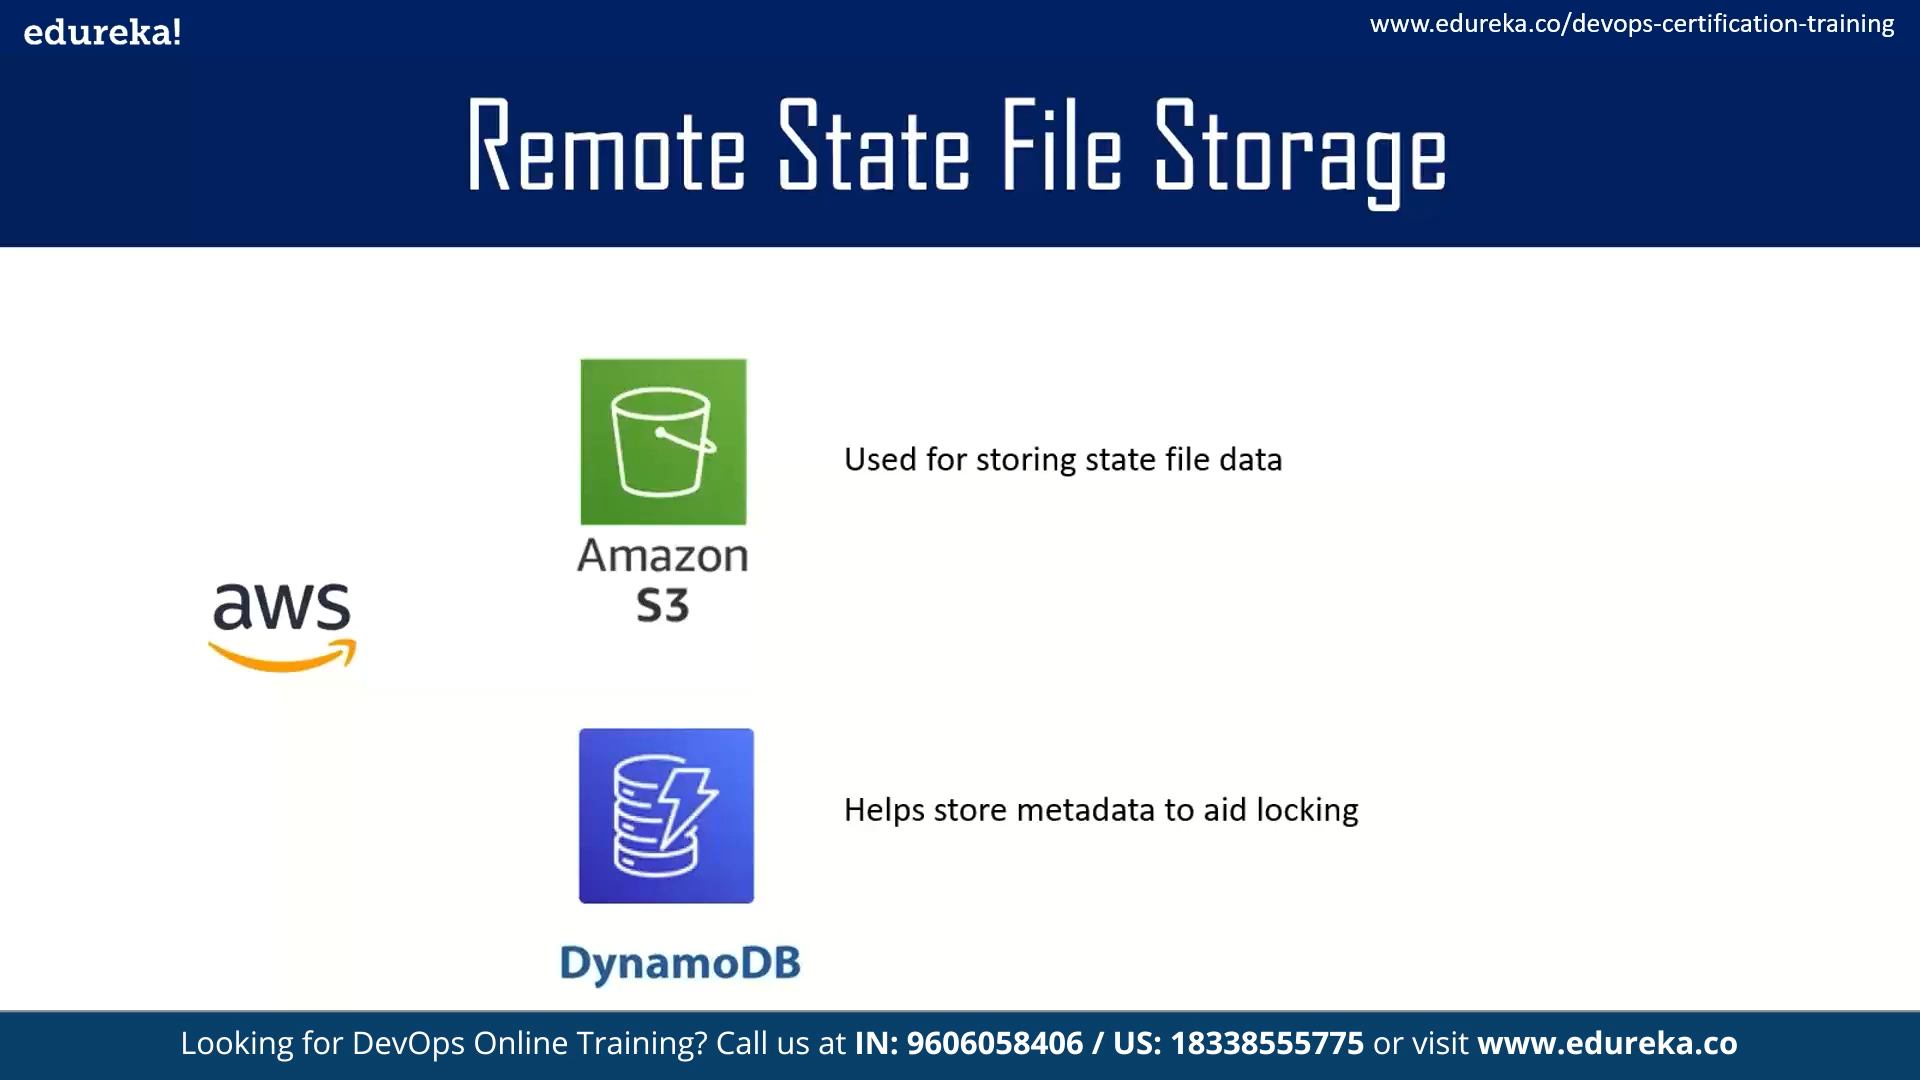 edureka!
www.edureka.co/devops-certification-training
Remote State File Storage
Used for storing state file data
Amazon
S3
aws
Helps store metadata to aid locking
DynamoDB
Looking for DevOps Online Training? Call us at IN: 9606058406 / US: 18338555775 or visit www.edureka.co